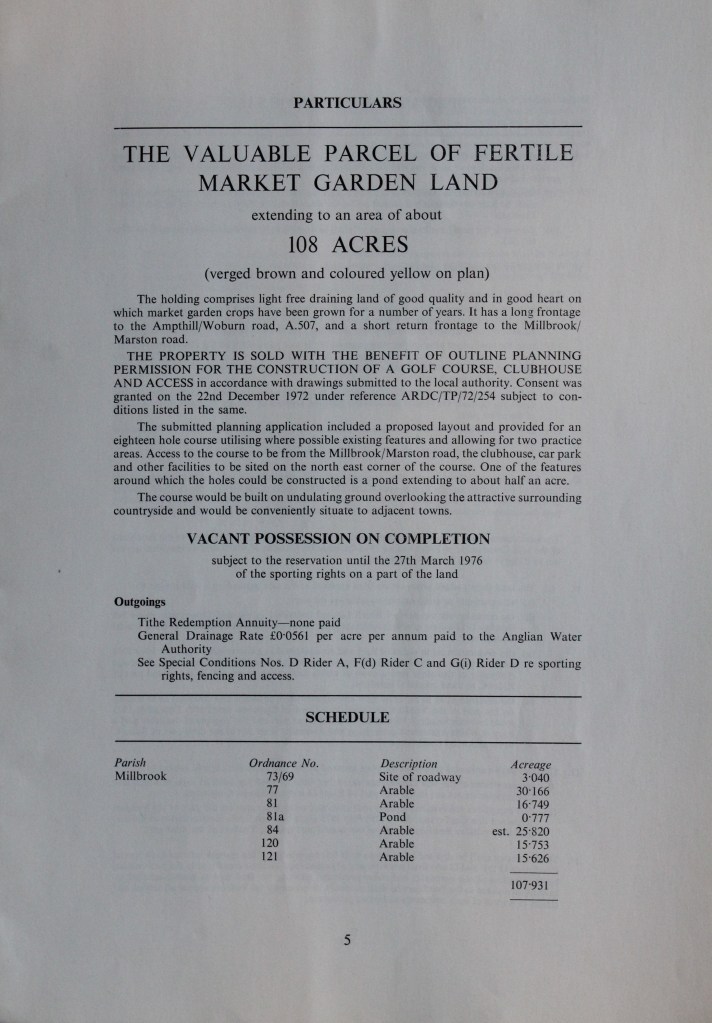 PARTICULARS
THE VALUABLE PARCEL OF FERTILE
MARKET GARDEN LAND
extending to an area of about
108 ACRES
(verged brown and coloured yellow on plan)
The holding comprises light free draining land of good quality and in good heart on
which market garden crops have been grown for a number of years. It has a long frontage
to the Ampthill/Woburn road, A.507, and a short return frontage to the Millbrook/
Marston road.
THE PROPERTY IS SOLD WITH THE BENEFIT OF OUTLINE PLANNING
PERMISSION FOR THE CONSTRUCTION OF A GOLF COURSE, CLUBHOUSE
AND ACCESS in accordance with drawings submitted to the local authority. Consent was
granted on the 22nd December 1972 under reference ARDC/TP/72/254 subject to con-
ditions listed in the same.
The submitted planning application included a proposed layout and provided for an
eighteen hole course utilising where possible existing features and allowing for two practice
areas. Access to the course to be from the Millbrook/Marston road, the clubhouse, car park
and other facilities to be sited on the north east corner of the course. One of the features
around which the holes could be constructed is a pond extending to about half an acre.
The course would be built on undulating ground overlooking the attractive surrounding
countryside and would be conveniently situate to adjacent towns.
VACANT POSSESSION ON COMPLETION
subject to the reservation until the 27th March 1976
of the sporting rights on a part of the land
Outgoings
Tithe Redemption Annuity—none paid
General Drainage Rate £0·0561 per acre per annum paid to the Anglian Water
Authority
See Special Conditions Nos. D Rider A, F(d) Rider C and G(i) Rider D re sporting
rights, fencing and access.
SCHEDULE
Parish Ordnance No. Description Acreage
Millbrook 73/69 Site of roadway 3·040
77 Arable 30·166
81 Arable 16·749
81a Pond 0·777
84 Arable est. 25·820
120 Arable 15·753
121 Arable 15·626
107·931
5